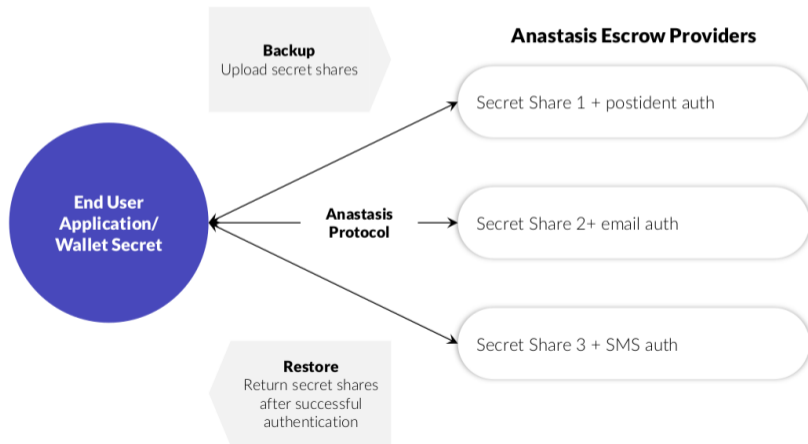 Backup
Upload secret shares
Anastasis Escrow Providers
Secret Share 1 + postident auth
End User
Application/
Wallet Secret
Anastasis
Protocol
Secret Share 2+ email auth
Secret Share 3 + SMS auth
Restore
Return secret shares
after successful
authentication